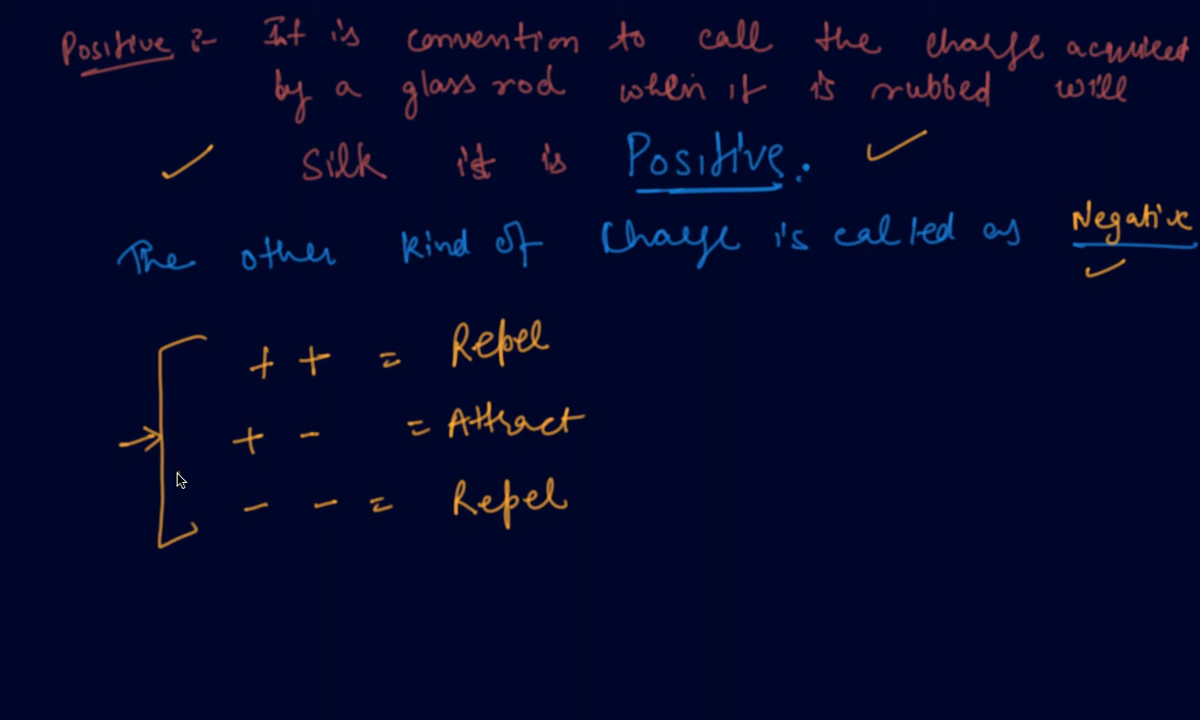 Positive :- It is convention to call the charge acquired
by a glass rod when it is rubbed will
Silk it is Positive.
The other kind of charge is called as Negative
+ + = Repel
+ - = Attract
- - = Repel